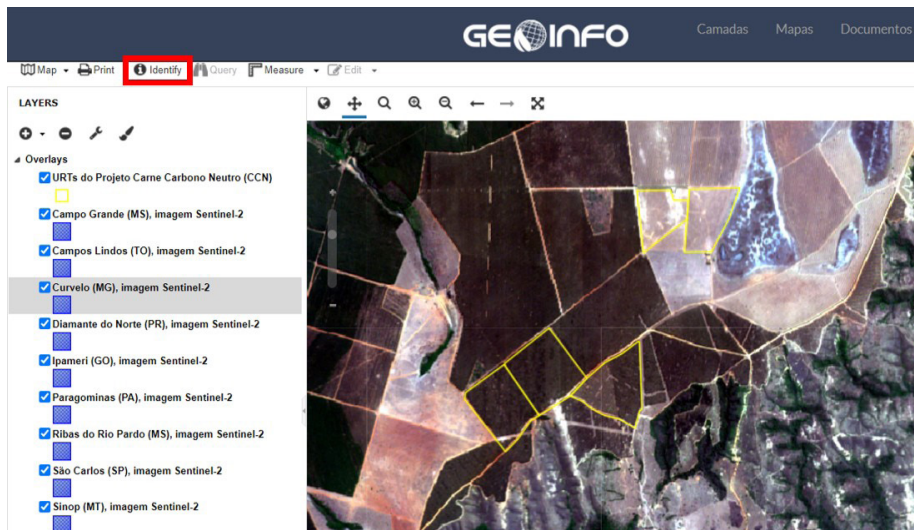 GEOINFO
Camadas Mapas Documentos
Map Print Identify Query Measure Edit
LAYERS
Overlays
URTs do Projeto Carne Carbono Neutro (CCN)
Campo Grande (MS), imagem Sentinel-2
Campos Lindos (TO), imagem Sentinel-2
Curvelo (MG), imagem Sentinel-2
Diamante do Norte (PR), imagem Sentinel-2
Ipameri (GO), imagem Sentinel-2
Paragominas (PA), imagem Sentinel-2
Ribas do Rio Pardo (MS), imagem Sentinel-2
São Carlos (SP), imagem Sentinel-2
Sinop (MT), imagem Sentinel-2